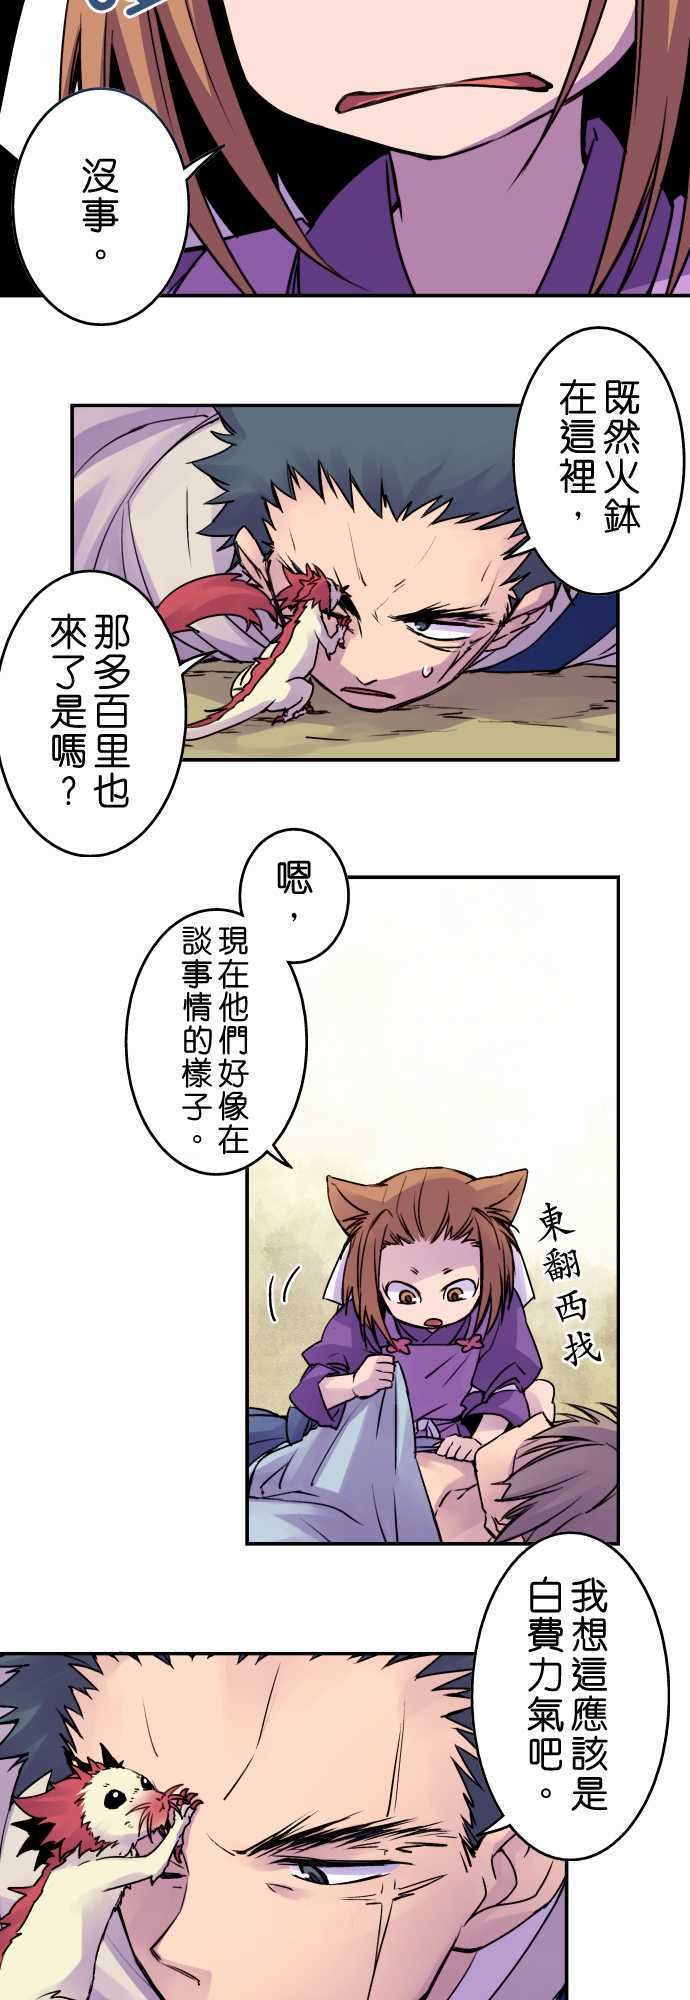 沒事。
既然火鉢
在這裡，
那多百里也
來了是嗎？
嗯，
現在他們好像在
談事情的樣子。
東翻西找
我想這應該是
白費力氣吧。